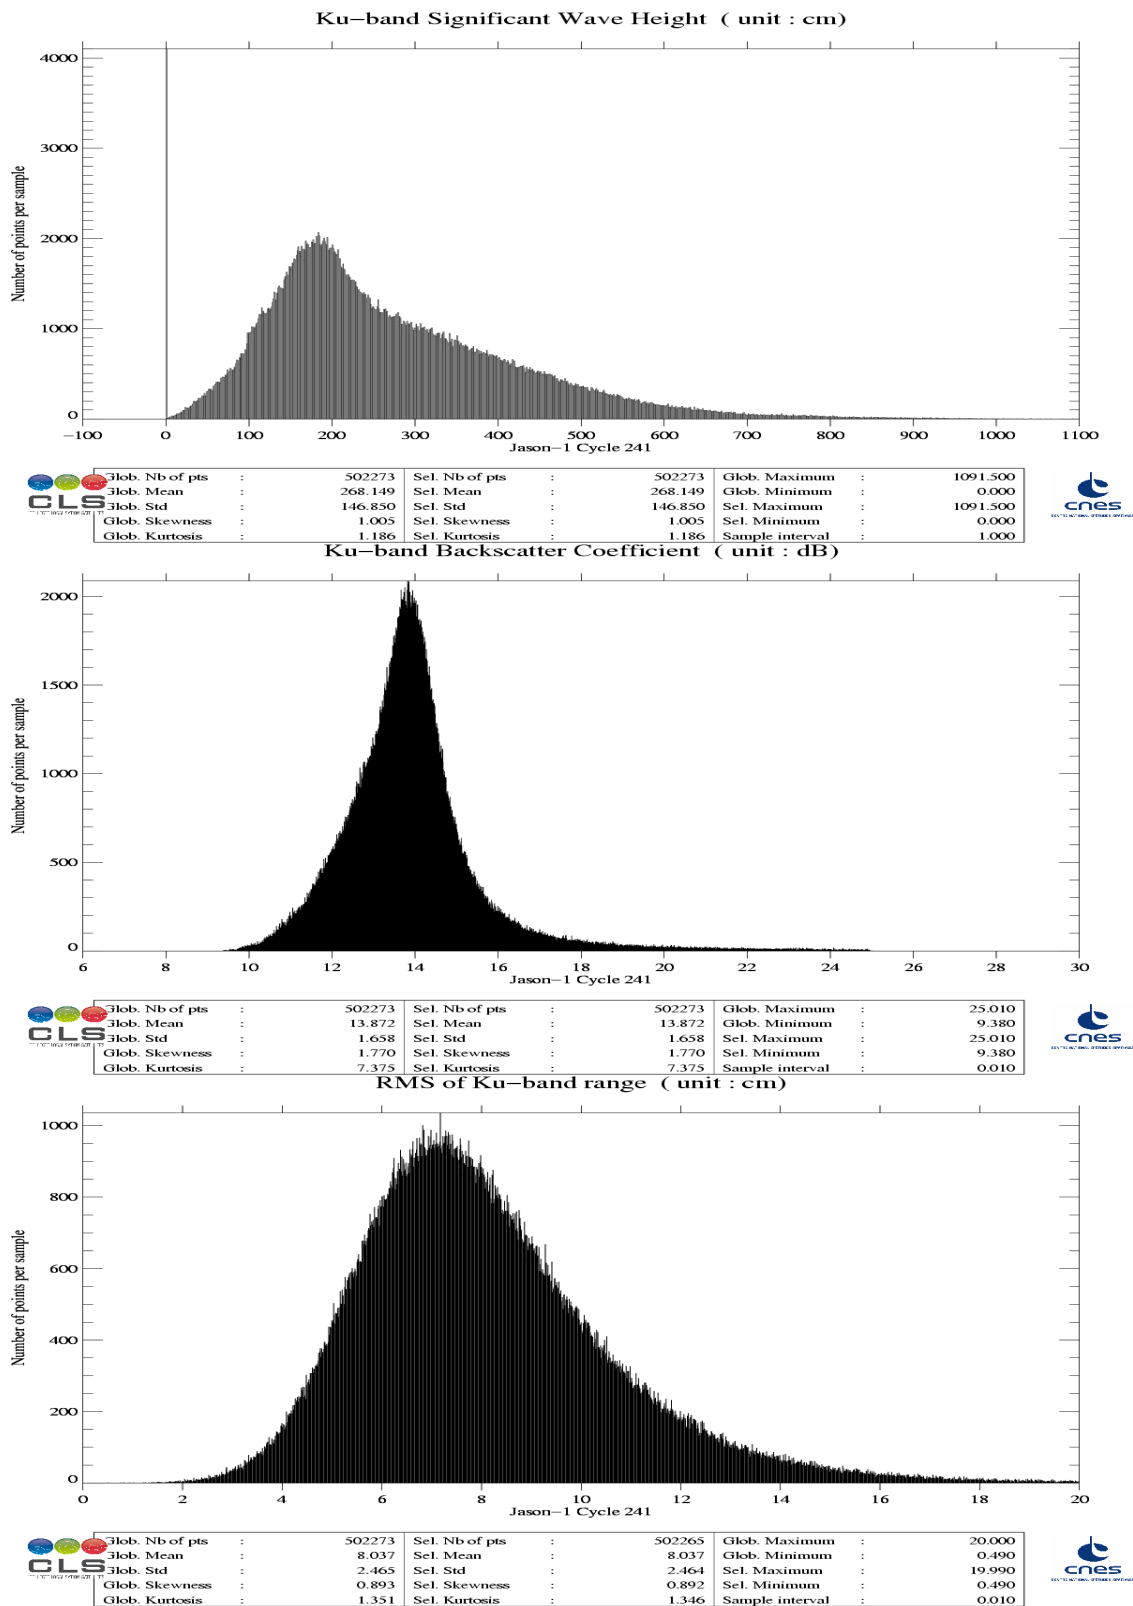 Ku−band Significant Wave Height ( unit : cm)
Number of points per sample
4000
3000
2000
1000
0
−100 0 100 200 300 400 500 600 700 800 900 1000 1100
Jason−1 Cycle 241
CLS
cnes
Glob. Nb of pts : 502273 Sel. Nb of pts : 502273 Glob. Maximum : 1091.500
Glob. Mean : 268.149 Sel. Mean : 268.149 Glob. Minimum : 0.000
Glob. Std : 146.850 Sel. Std : 146.850 Sel. Maximum : 1091.500
Glob. Skewness : 1.005 Sel. Skewness : 1.005 Sel. Minimum : 0.000
Glob. Kurtosis : 1.186 Sel. Kurtosis : 1.186 Sample interval : 1.000
Ku−band Backscatter Coefficient ( unit : dB)
Number of points per sample
2000
1500
1000
500
0
6 8 10 12 14 16 18 20 22 24 26 28 30
Jason−1 Cycle 241
CLS
cnes
Glob. Nb of pts : 502273 Sel. Nb of pts : 502273 Glob. Maximum : 25.010
Glob. Mean : 13.872 Sel. Mean : 13.872 Glob. Minimum : 9.380
Glob. Std : 1.658 Sel. Std : 1.658 Sel. Maximum : 25.010
Glob. Skewness : 1.770 Sel. Skewness : 1.770 Sel. Minimum : 9.380
Glob. Kurtosis : 7.375 Sel. Kurtosis : 7.375 Sample interval : 0.010
RMS of Ku−band range ( unit : cm)
Number of points per sample
1000
800
600
400
200
0
0 2 4 6 8 10 12 14 16 18 20
Jason−1 Cycle 241
CLS
cnes
Glob. Nb of pts : 502273 Sel. Nb of pts : 502265 Glob. Maximum : 20.000
Glob. Mean : 8.037 Sel. Mean : 8.037 Glob. Minimum : 0.490
Glob. Std : 2.465 Sel. Std : 2.464 Sel. Maximum : 19.990
Glob. Skewness : 0.893 Sel. Skewness : 0.892 Sel. Minimum : 0.490
Glob. Kurtosis : 1.351 Sel. Kurtosis : 1.346 Sample interval : 0.010